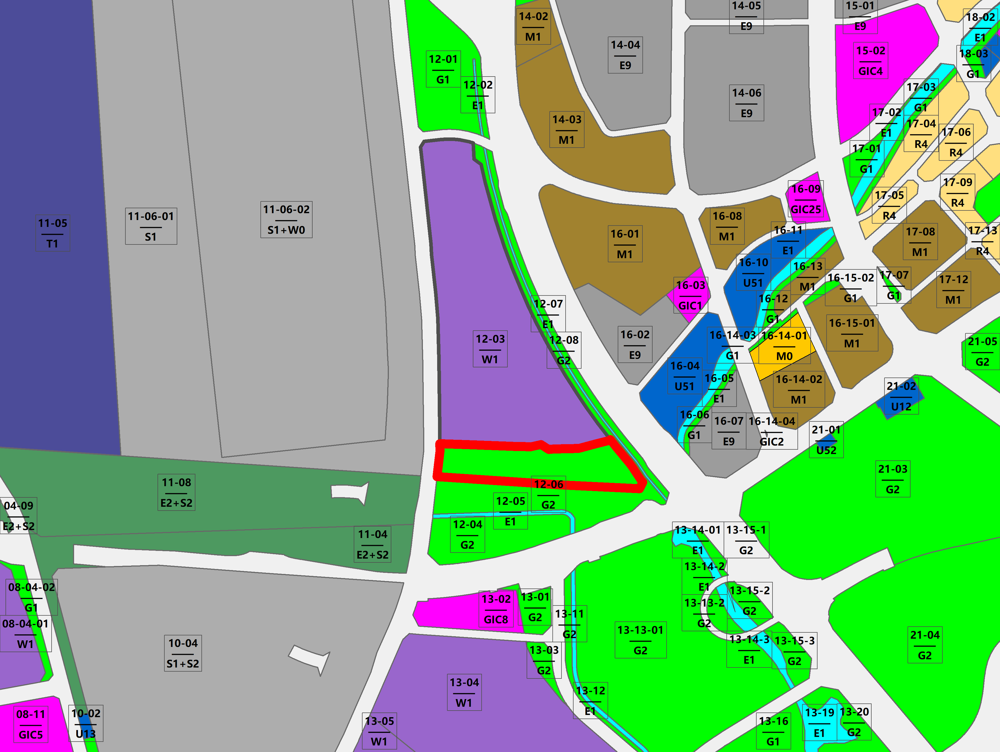 14-02
M1
14-05
E9
15-01
E9
18-02
E1
14-04
E9
15-02
GIC4
18-03
G1
12-01
G1
12-02
E1
14-06
E9
17-03
G1
17-02
E1
14-03
M1
17-04
R4
17-06
R4
17-01
G1
16-09
GIC25
17-09
R4
17-05
R4
11-05
T1
11-06-01
S1
11-06-02
S1+W0
16-01
M1
16-08
M1
16-11
E1
17-08
M1
17-13
R4
16-10
U51
16-13
M1
16-15-02
G1
17-07
G1
17-12
M1
16-03
GIC1
16-12
G1
12-07
E1
12-03
W1
12-08
G2
16-02
E9
16-14-03
G1
16-14-01
M0
16-15-01
M1
21-05
G2
16-04
U51
16-05
E1
16-14-02
M1
21-02
U12
16-06
G1
16-07
E9
16-14-04
GIC2
21-01
U52
21-03
G2
11-08
E2+S2
12-06
G2
12-05
E1
04-09
E2+S2
12-04
G2
11-04
E2+S2
13-14-01
E1
13-15-1
G2
13-14-2
E1
08-04-02
G1
13-02
GIC8
13-01
G2
13-15-2
G2
13-13-2
G2
13-11
G2
08-04-01
W1
13-13-01
G2
13-14-3
E1
13-15-3
G2
21-04
G2
10-04
S1+S2
13-03
G2
13-04
W1
13-12
E1
08-11
GIC5
10-02
U13
13-05
W1
13-16
G1
13-19
E1
13-20
G2